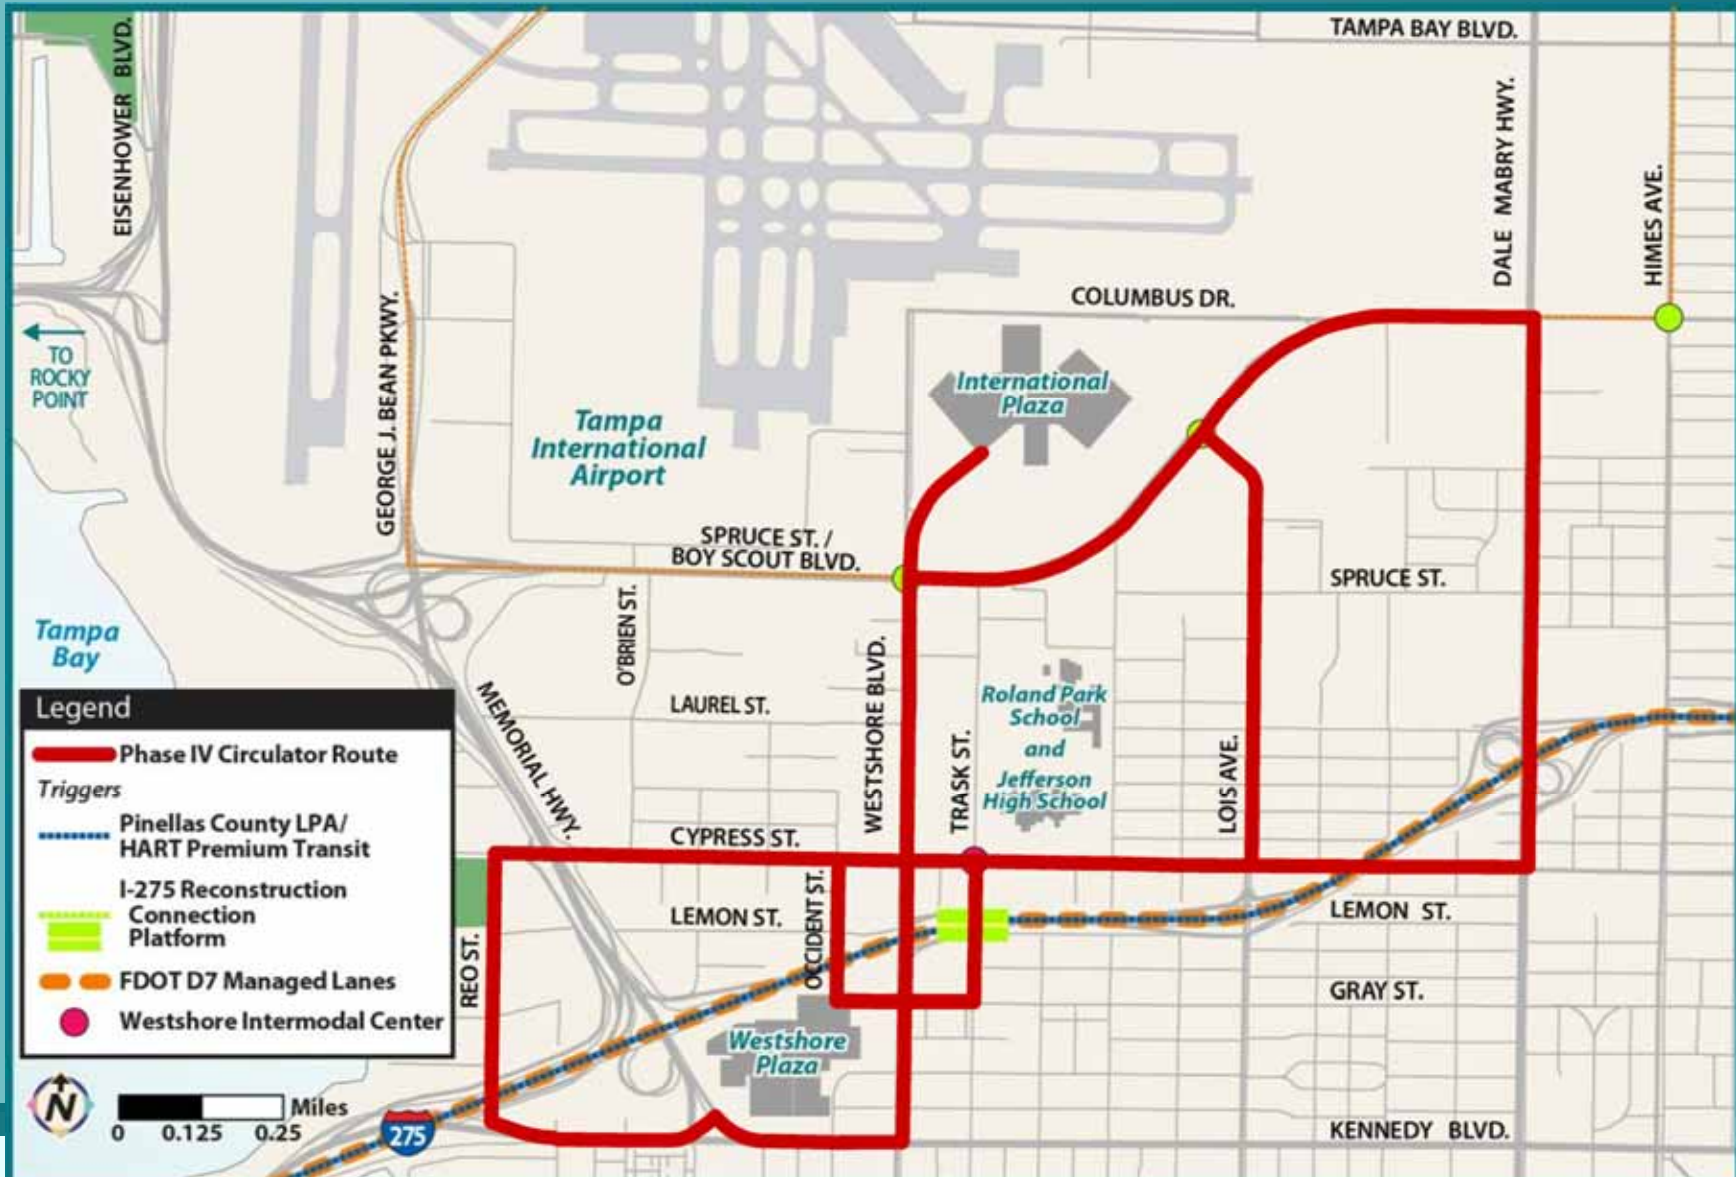 TAMPA BAY BLVD.
EISENHOWER BLVD.
DALE MABRY HWY.
HIMES AVE.
COLUMBUS DR.
GEORGE J. BEAN PKWY.
TO
ROCKY
POINT
International
Plaza
Tampa
International
Airport
SPRUCE ST. /
BOY SCOUT BLVD.
SPRUCE ST.
O'BRIEN ST.
Tampa
Bay
WESTSHORE BLVD.
LAUREL ST.
Roland Park
School
and
Jefferson
High School
MEMORIAL HWY.
TRASK ST.
LOIS AVE.
CYPRESS ST.
OCCIDENT ST.
LEMON ST.
LEMON ST.
REO ST.
GRAY ST.
Westshore
Plaza
KENNEDY BLVD.
Legend
Phase IV Circulator Route
Triggers
Pinellas County LPA/
HART Premium Transit
I-275 Reconstruction
Connection
Platform
FDOT D7 Managed Lanes
Westshore Intermodal Center
N
Miles
0 0.125 0.25
275